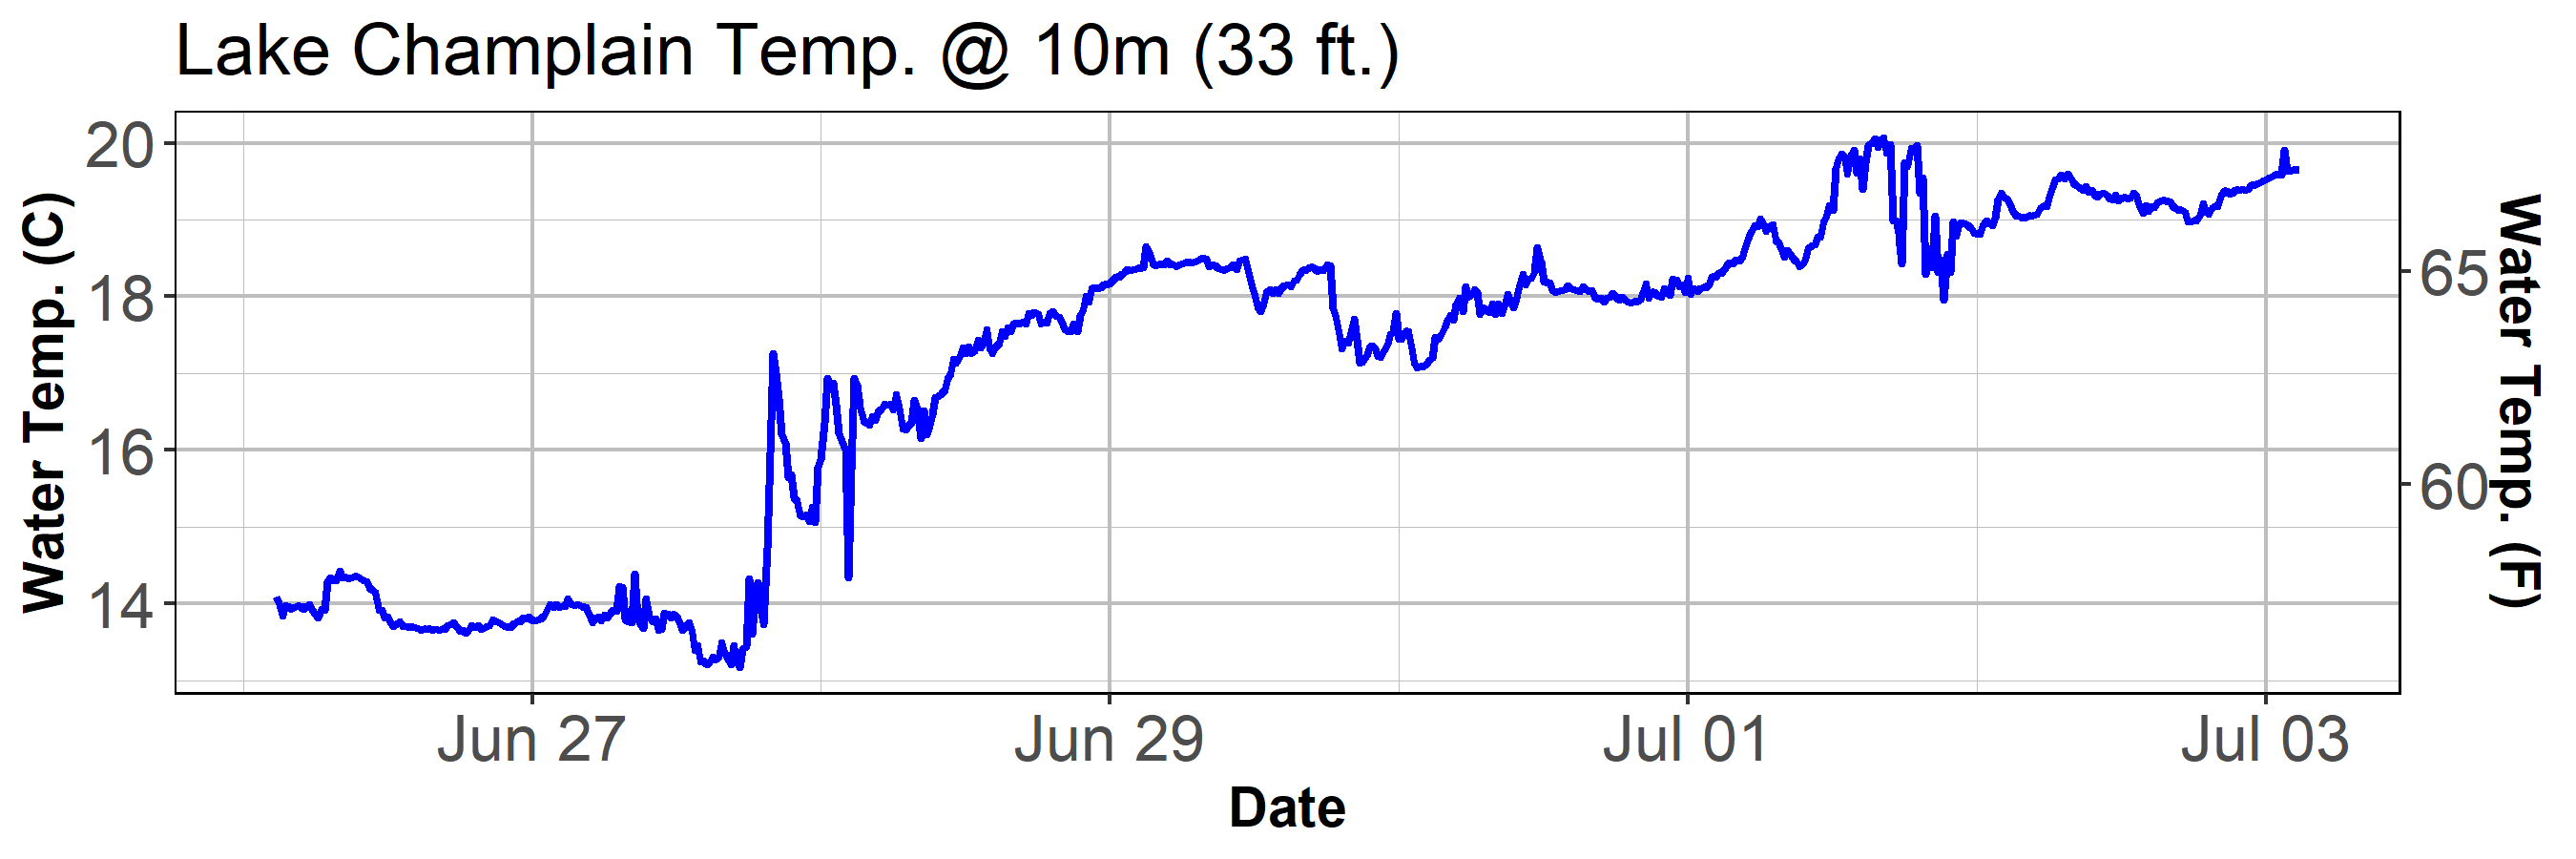 Lake Champlain Temp. @ 10m (33 ft.)
Water Temp. (C)
20
18
16
14
65
60
Water Temp. (F)
Jun 27
Jun 29
Jul 01
Jul 03
Date